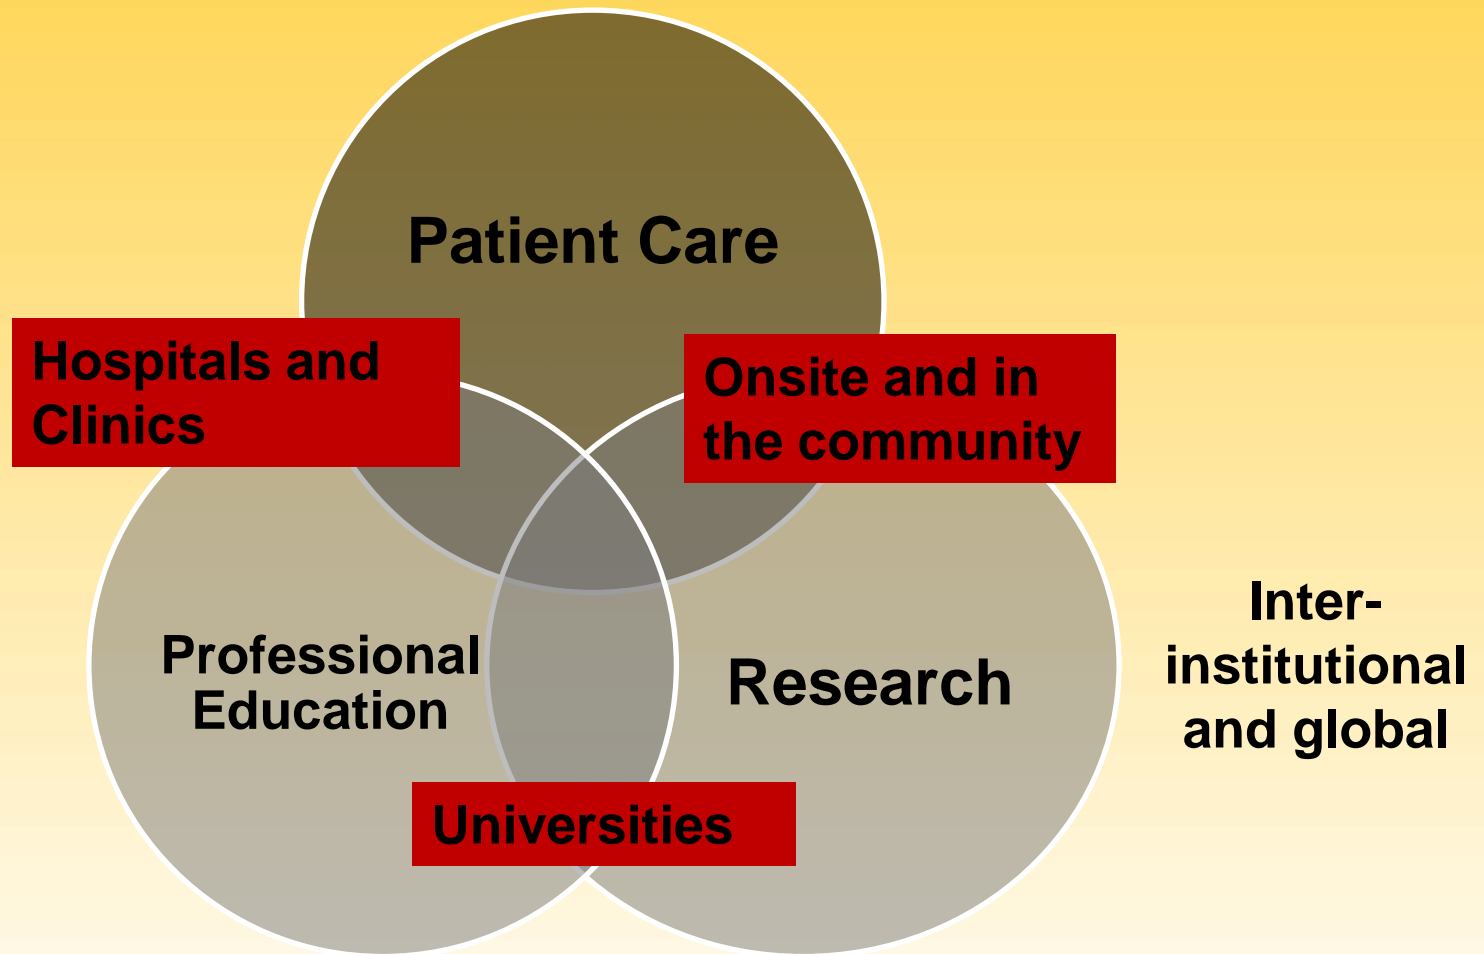 Patient Care
Hospitals and
Clinics
Onsite and in
the community
Professional
Education
Research
Inter-
institutional
and global
Universities